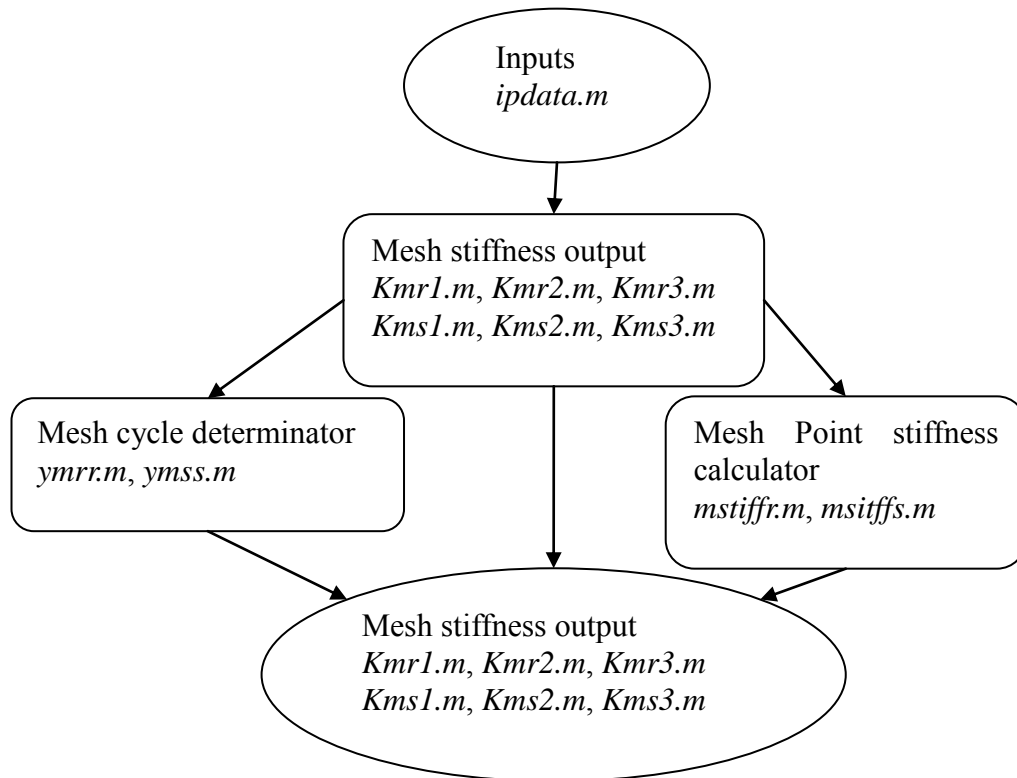 Inputs
ipdata.m
Mesh stiffness output
Kmr1.m, Kmr2.m, Kmr3.m
Kms1.m, Kms2.m, Kms3.m
Mesh cycle determinator
ymrr.m, ymss.m
Mesh Point stiffness
calculator
mstiffr.m, msitffs.m
Mesh stiffness output
Kmr1.m, Kmr2.m, Kmr3.m
Kms1.m, Kms2.m, Kms3.m